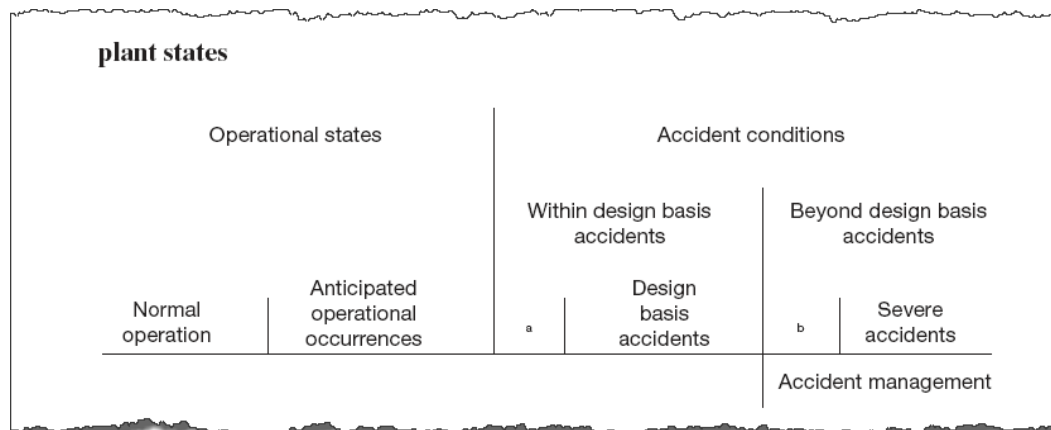 plant states
Operational states
Accident conditions
Within design basis
accidents
Beyond design basis
accidents
Normal
operation
Anticipated
operational
occurrences
a
Design
basis
accidents
b
Severe
accidents
Accident management